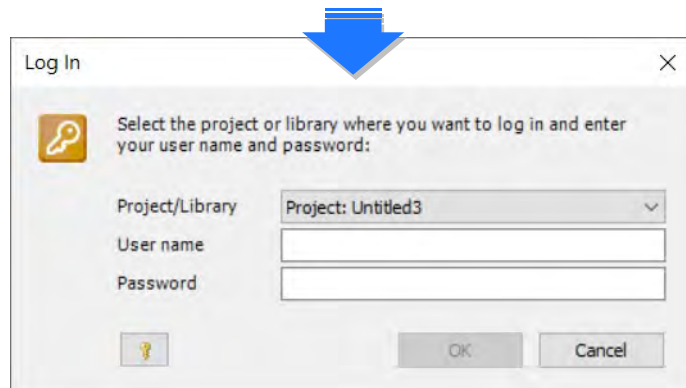 Log In
Select the project or library where you want to log in and enter
your user name and password:
Project/Library
Project: Untitled3
User name
Password
OK
Cancel